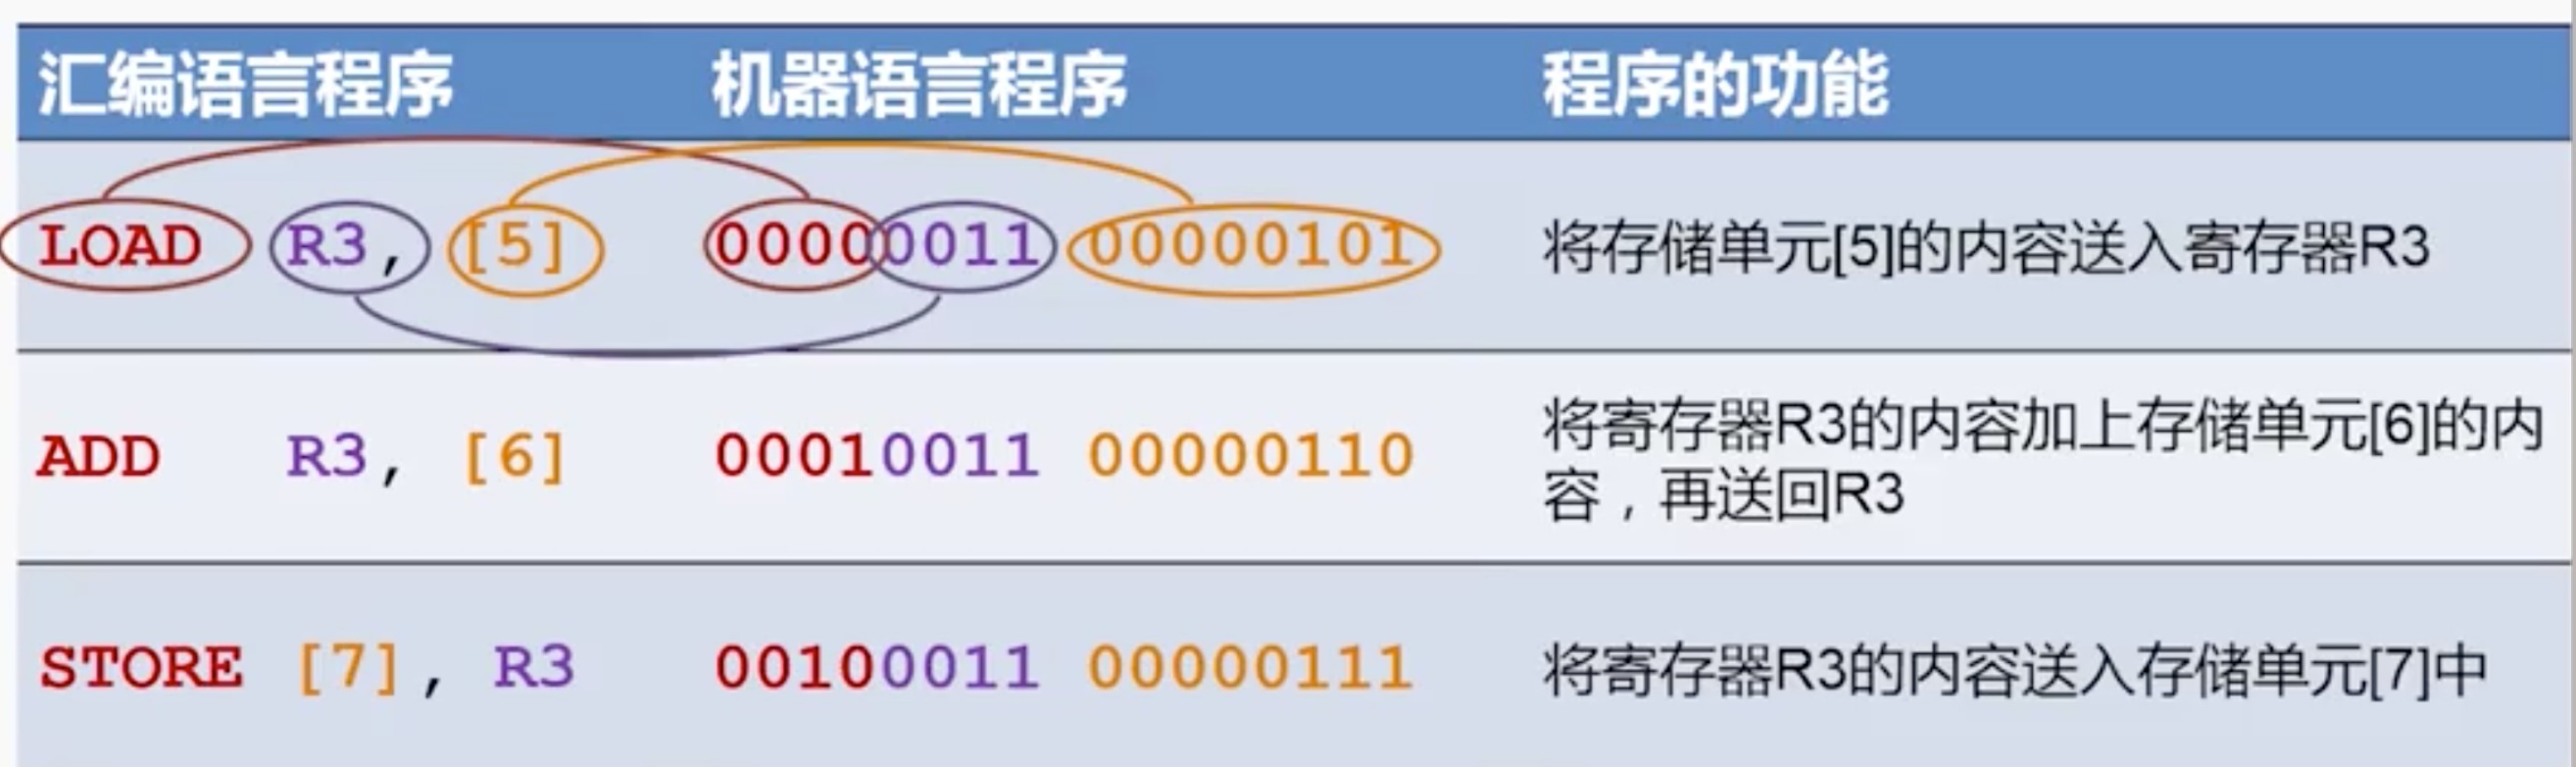 汇编语言程序 机器语言程序 程序的功能
LOAD R3, [5] 00000011 00000101 将存储单元[5]的内容送入寄存器R3
ADD R3, [6] 00010011 00000110 将寄存器R3的内容加上存储单元[6]的内
容，再送回R3
STORE [7], R3 00100011 00000111 将寄存器R3的内容送入存储单元[7]中